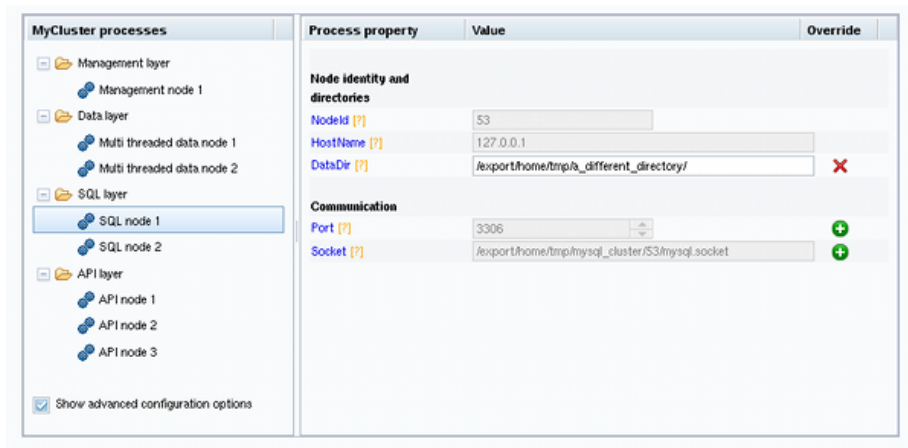 MyCluster processes
Management layer
Management node 1
Data layer
Multi threaded data node 1
Multi threaded data node 2
SQL layer
SQL node 1
SQL node 2
API layer
API node 1
API node 2
API node 3
Show advanced configuration options
Process property Value Override
Node identity and
directories
NodeId [?] 53
HostName [?] 127.0.0.1
DataDir [?] /export/home/tmp/a_different_directory/
Communication
Port [?] 3306
Socket [?] /export/home/tmp/mysql_cluster/53/mysql.socket